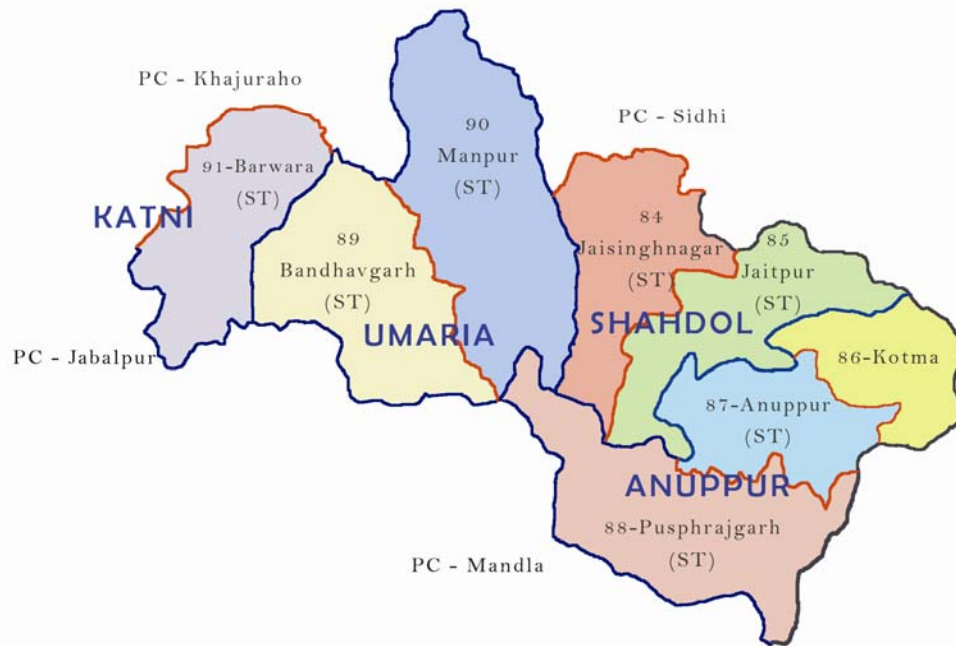 PC - Khajuraho
PC - Sidhi
90
Manpur
(ST)
91-Barwara
(ST)
KATNI
84
Jaisinghnagar
(ST)
85
Jaitpur
(ST)
89
Bandhavgarh
(ST)
UMARIA
SHAHDOL
PC - Jabalpur
86-Kotma
87-Anuppur
(ST)
ANUPPUR
88-Pusphrajgarh
(ST)
PC - Mandla